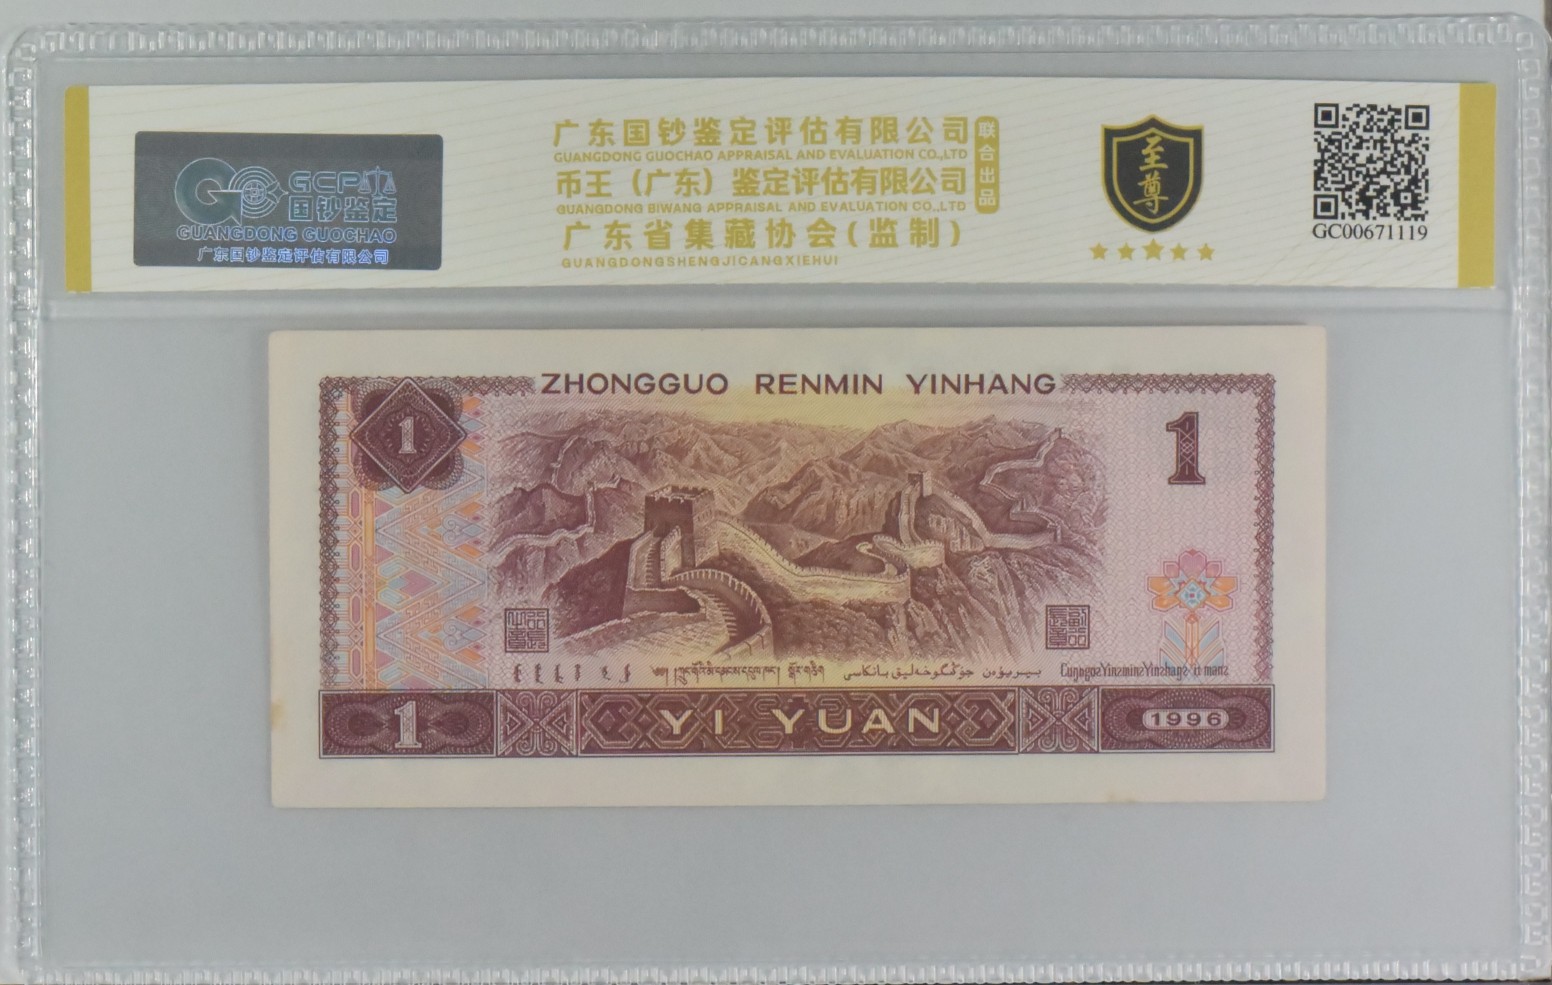 GCP
国钞鉴定
GUANGDONG GUOCHAO
广东国钞鉴定评估有限公司
广东国钞鉴定评估有限公司
GUANGDONG GUOCHAO APPRAISAL AND EVALUATION CO.,LTD
币王（广东）鉴定评估有限公司
GUANGDONG BIWANG APPRAISAL AND EVALUATION CO.,LTD
广东省集藏协会(监制)
GUANGDONGSHENGJICANGXIEHUI
联合出品
至尊
GC00671119
ZHONGGUO RENMIN YINHANG
1
1
1 YI YUAN 1996